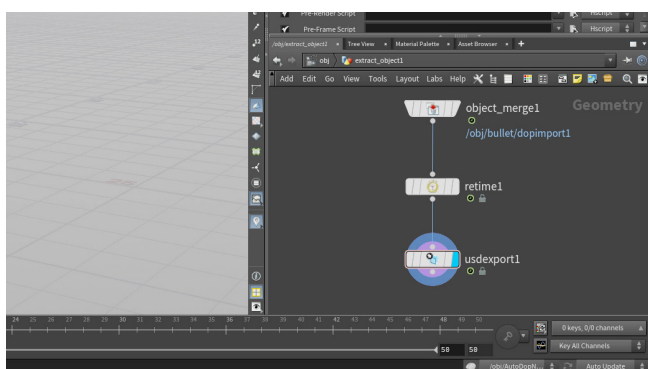 Pre-Render Script
Pre-Frame Script Hscript
/obj/extract_object1 Tree View Material Palette Asset Browser
obj extract_object1
Add Edit Go View Tools Layout Labs Help
Geometry
object_merge1
/obj/bullet/dopimport1
retime1
usdexport1
24 25 26 27 28 29 30 31 32 33 34 35 36 37 38 39 40 41 42 43 44 45 46 47 48 49 50
0 keys, 0/0 channels
50 50 Key All Channels
/obj/AutoDopN... Auto Update